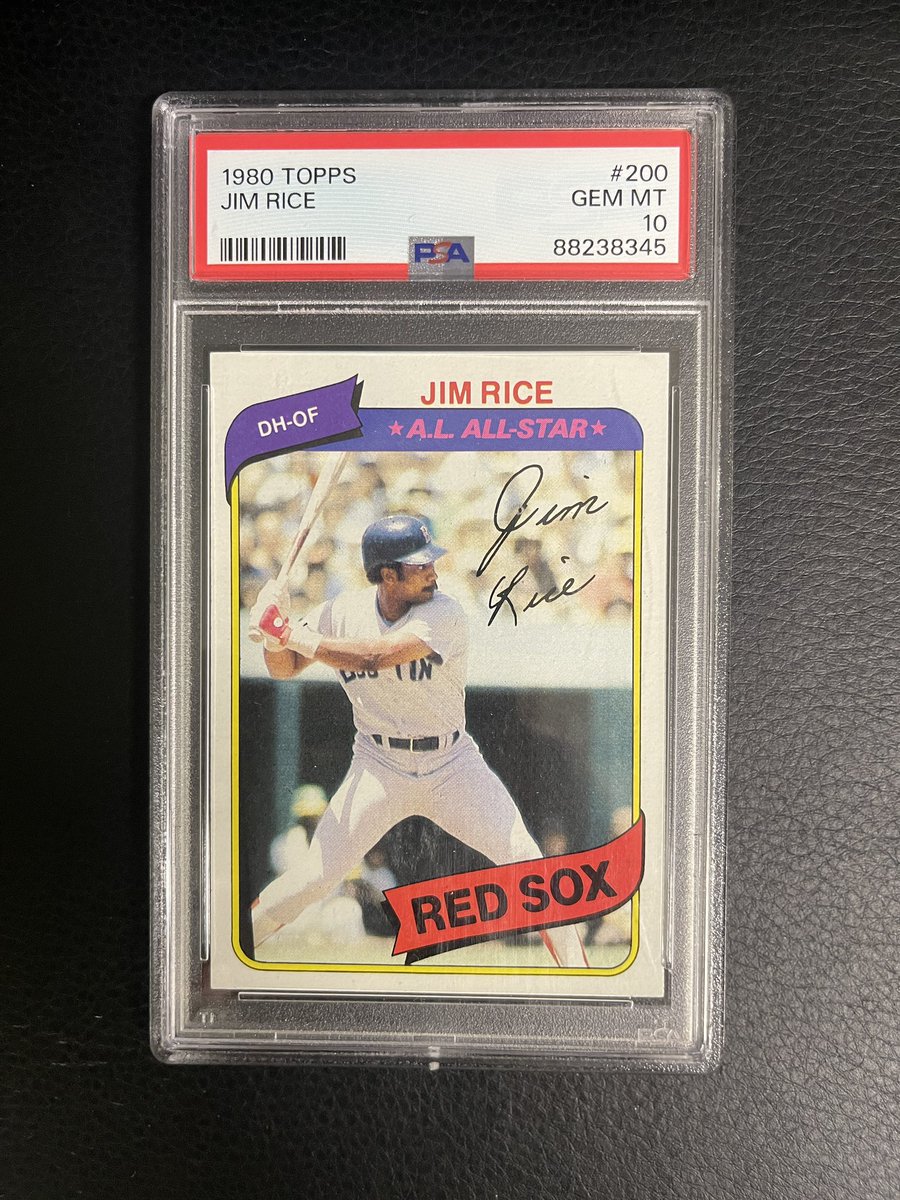 1980 TOPPS #200
JIM RICE GEM MT
10
PSA 88238345
JIM RICE
DH-OF
★A.L. ALL-STAR★
Jim
Rice
RED SOX